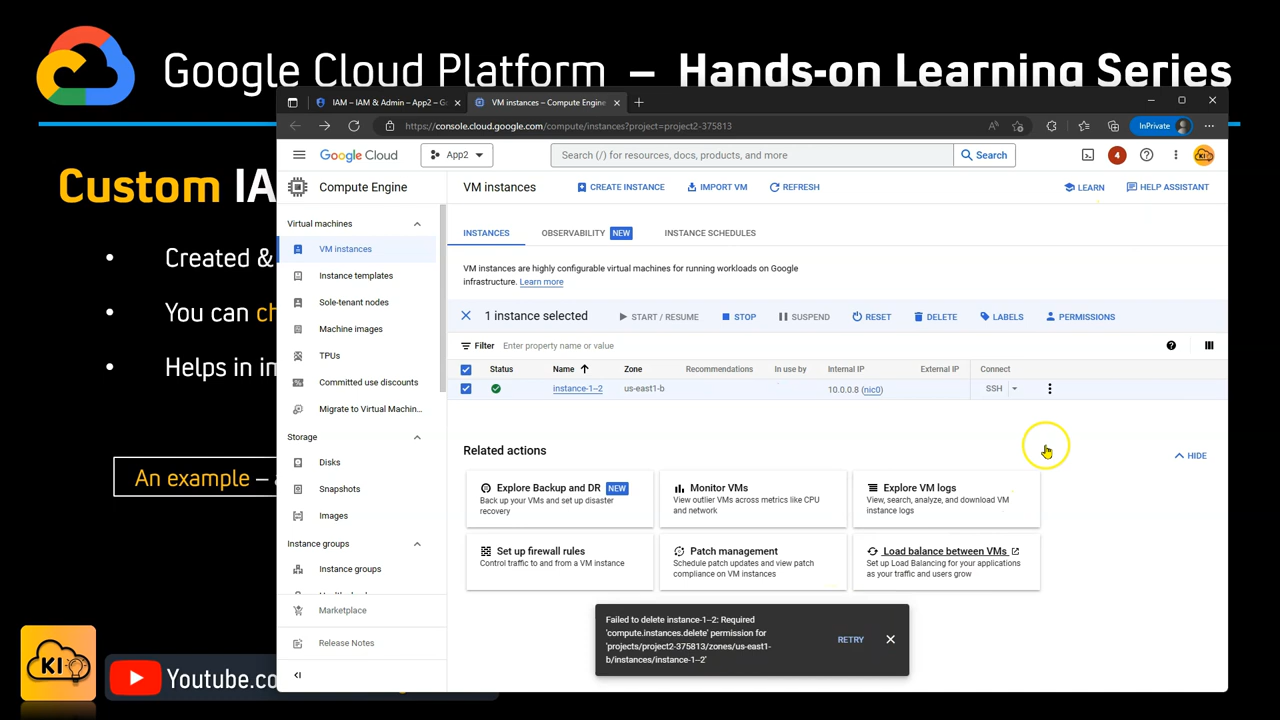 Google Cloud Platform – Hands-on Learning Series
IAM – IAM & Admin – App2 – G
VM instances – Compute Engine
https://console.cloud.google.com/compute/instances?project=project2-375813
InPrivate
Google Cloud
App2
Search (/) for resources, docs, products, and more
Search
4
Custom IA
Compute Engine
VM instances
CREATE INSTANCE
IMPORT VM
REFRESH
LEARN
HELP ASSISTANT
Virtual machines
VM instances
Instance templates
Sole-tenant nodes
Machine images
TPUs
Committed use discounts
Migrate to Virtual Machin...
Storage
Disks
Snapshots
Images
Instance groups
Instance groups
Marketplace
Release Notes
INSTANCES
OBSERVABILITY NEW
INSTANCE SCHEDULES
VM instances are highly configurable virtual machines for running workloads on Google
infrastructure. Learn more
1 instance selected
START / RESUME
STOP
SUSPEND
RESET
DELETE
LABELS
PERMISSIONS
Filter Enter property name or value
Status Name Zone Recommendations In use by Internal IP External IP Connect
instance-1--2 us-east1-b 10.0.0.8 (nic0) SSH
Related actions
HIDE
Explore Backup and DR NEW
Back up your VMs and set up disaster
recovery
Monitor VMs
View outlier VMs across metrics like CPU
and network
Explore VM logs
View, search, analyze, and download VM
instance logs
Set up firewall rules
Control traffic to and from a VM instance
Patch management
Schedule patch updates and view patch
compliance on VM instances
Load balance between VMs
Set up Load Balancing for your applications
as your traffic and users grow
Failed to delete instance-1--2: Required
'compute.instances.delete' permission for
'projects/project2-375813/zones/us-east1-
b/instances/instance-1--2'
RETRY
• Created &
• You can ch
• Helps in in
An example – a
KI
Youtube.co